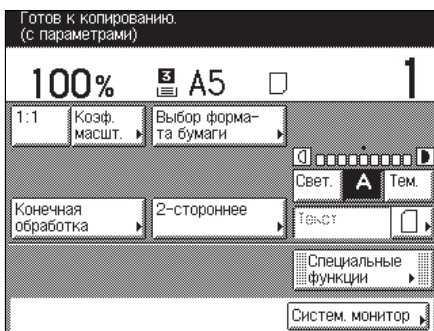 Готов к копированию.
(с параметрами)
100% 3 A5 1
1:1 Коэф. масшт. Выбор форма-
та бумаги
Свет. A Тем.
Конечная обработка
2-стороннее
Текст
Специальные
функции
Систем. монитор